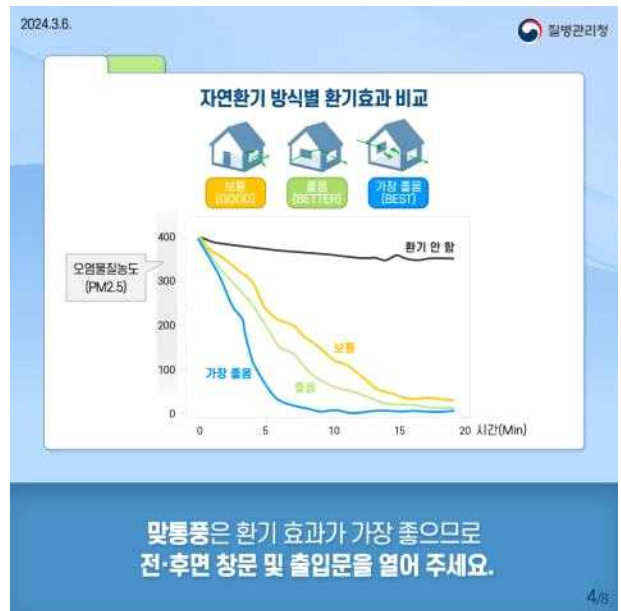 2024.3.6.
질병관리청
자연환기 방식별 환기효과 비교
보통
(GOOD)
좋음
(BETTER)
가장 좋음
(BEST)
400
300
200
100
0
오염물질농도
(PM2.5)
환기 안 함
보통
좋음
가장 좋음
0 5 10 15 20 시간(Min)
맞통풍은 환기 효과가 가장 좋으므로
전·후면 창문 및 출입문을 열어 주세요.
4/8